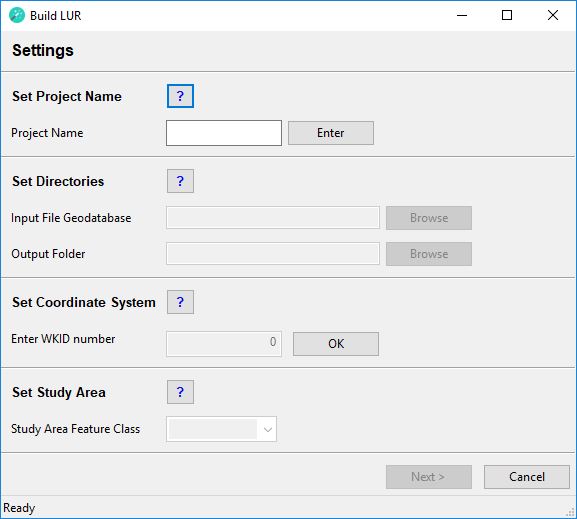 Build LUR
Settings
Set Project Name ?
Project Name Enter
Set Directories ?
Input File Geodatabase Browse
Output Folder Browse
Set Coordinate System ?
Enter WKID number 0 OK
Set Study Area ?
Study Area Feature Class
Next > Cancel
Ready